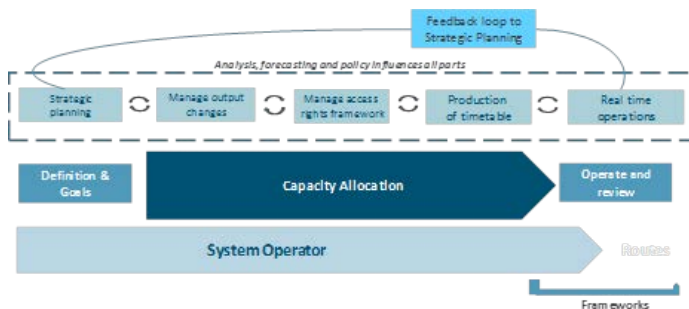 Feedback loop to
Strategic Planning
Analysis, forecasting and policy influences all parts
Strategic
planning
Manage output
changes
Manage access
rights framework
Production
of timetable
Real time
operations
Definition &
Goals
Capacity Allocation
Operate and
review
System Operator
Routes
Frameworks